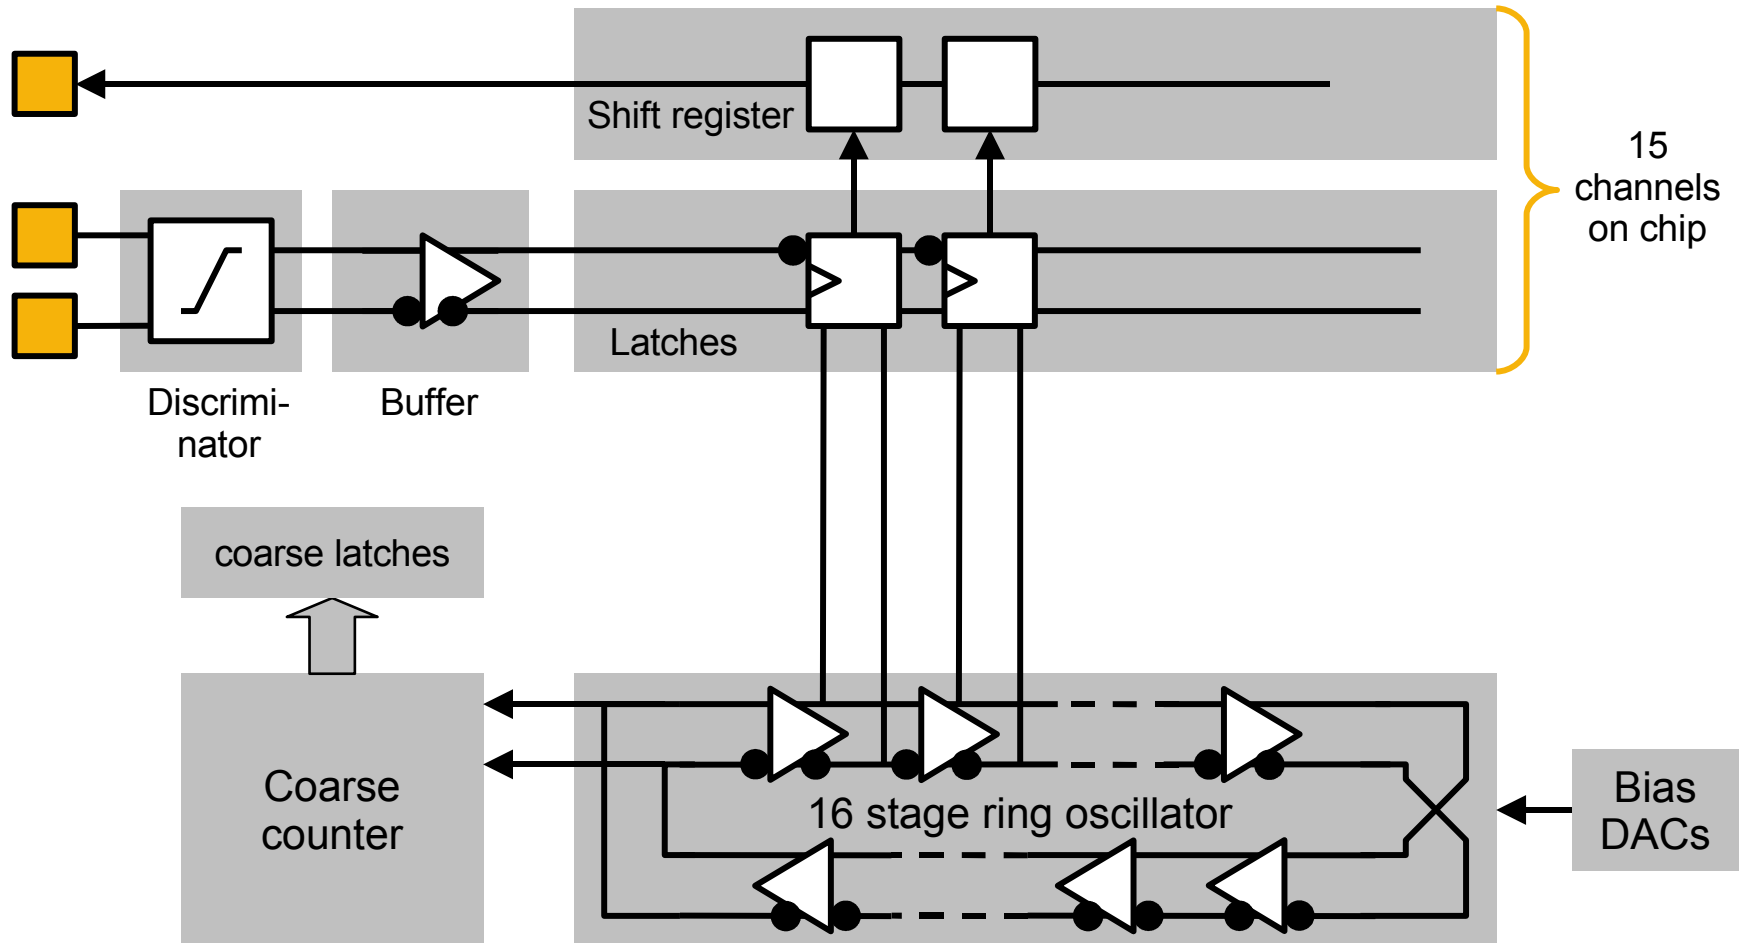 Shift register
15
channels
on chip
Latches
Discrimi-
nator
Buffer
coarse latches
Coarse
counter
16 stage ring oscillator
Bias
DACs